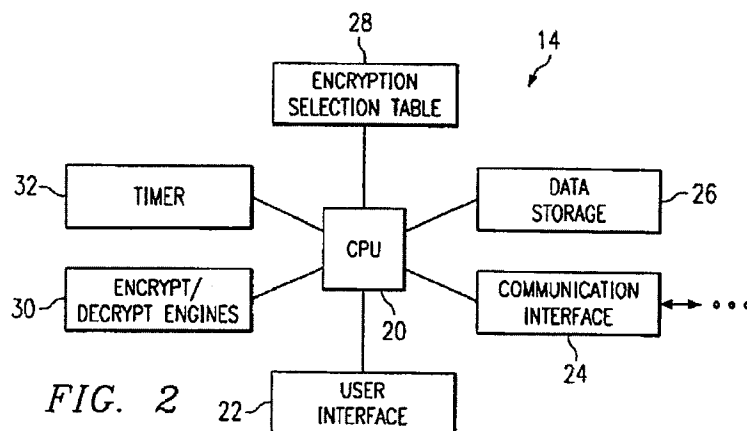 28
14
ENCRYPTION
SELECTION TABLE
32
TIMER
DATA
STORAGE
26
CPU
30
ENCRYPT/
DECRYPT ENGINES
20
COMMUNICATION
INTERFACE
24
FIG. 2
22
USER
INTERFACE